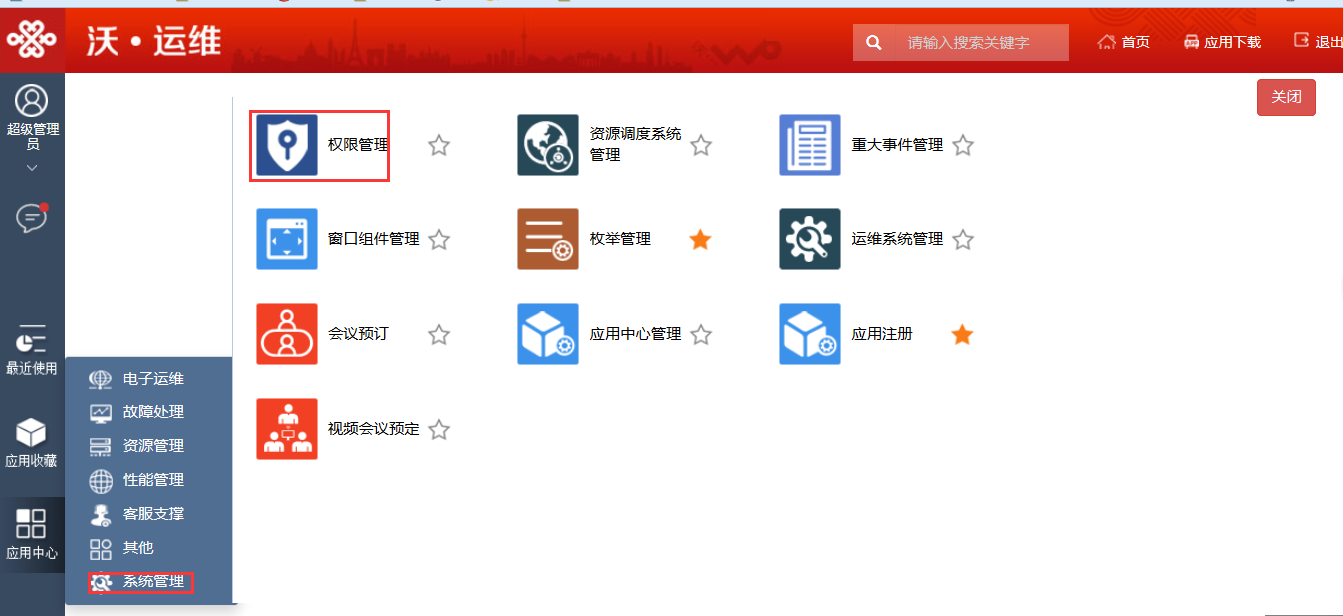 沃·运维
请输入搜索关键字
首页
应用下载
退出
关闭
超级管理
员
最近使用
应用收藏
应用中心
权限管理
资源调度系统
管理
重大事件管理
窗口组件管理
枚举管理
运维系统管理
会议预订
应用中心管理
应用注册
视频会议预定
电子运维
故障处理
资源管理
性能管理
客服支撑
其他
系统管理